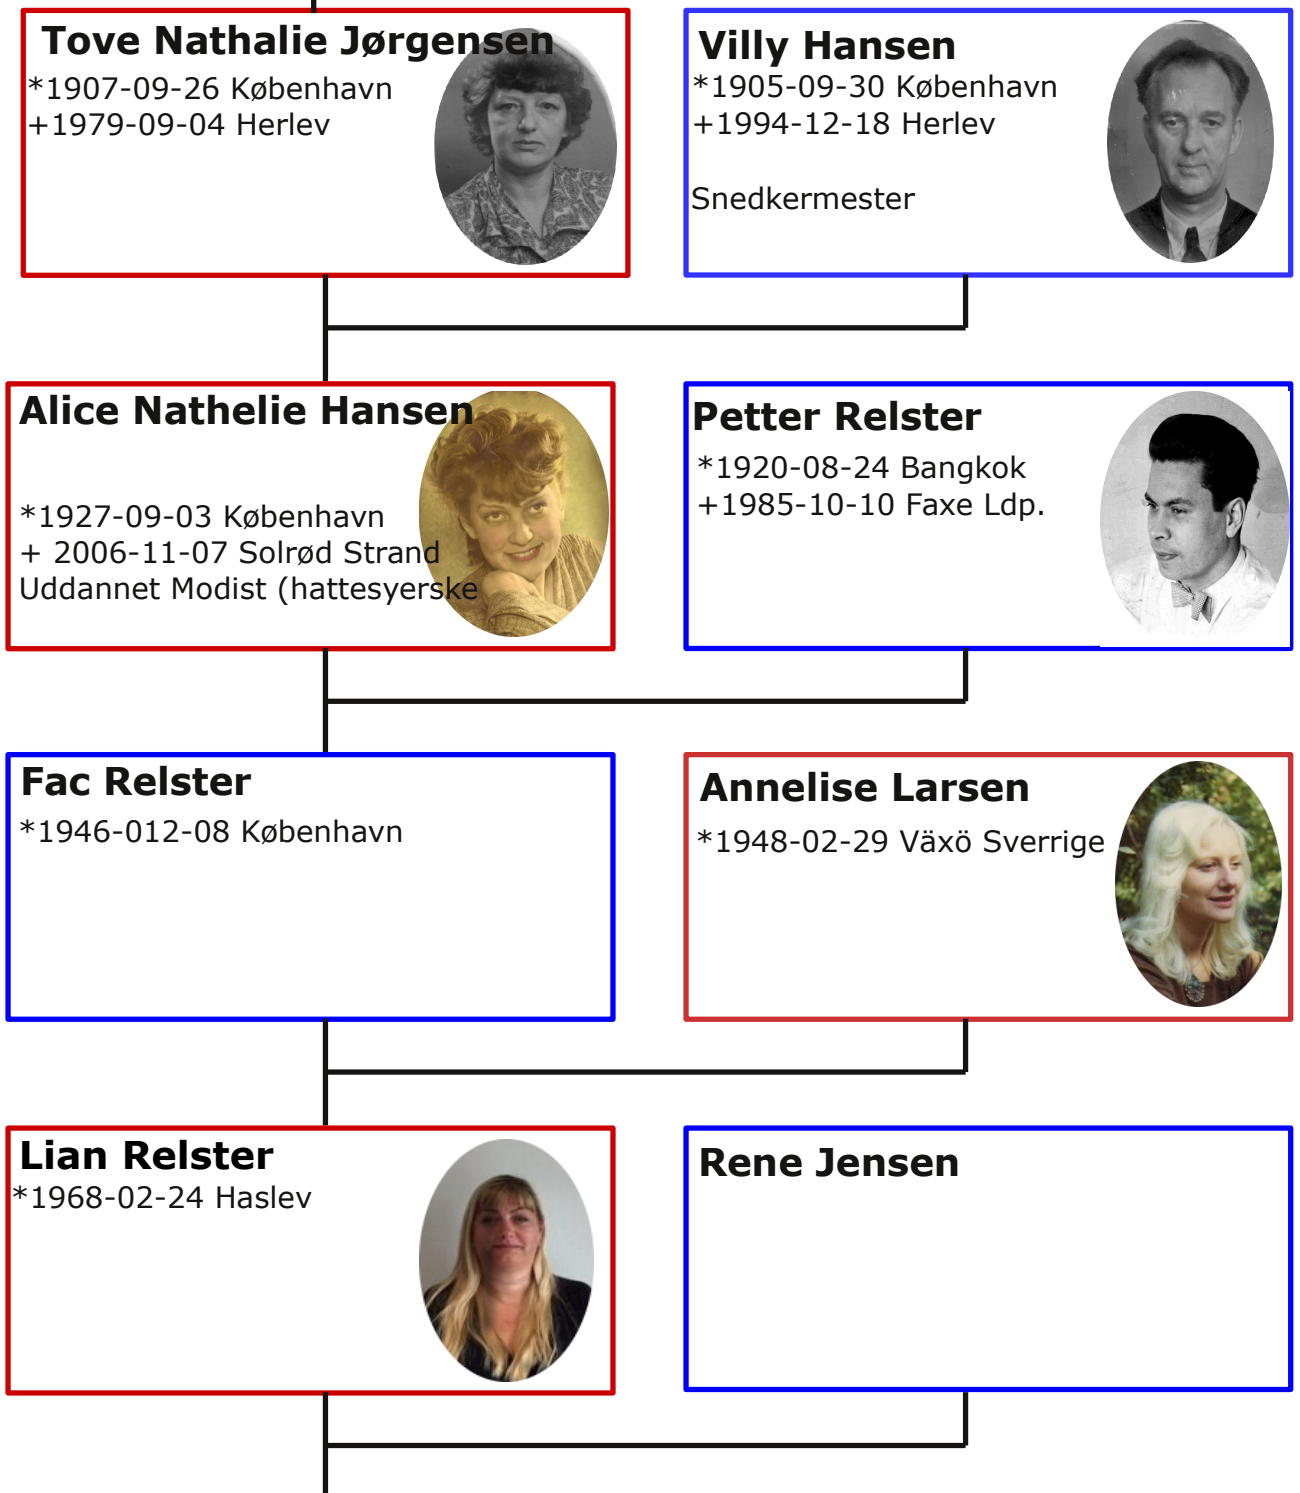 Tove Nathalie Jørgensen
*1907-09-26 København
+1979-09-04 Herlev
Villy Hansen
*1905-09-30 København
+1994-12-18 Herlev
Snedkermester
Alice Nathelie Hansen
*1927-09-03 København
+ 2006-11-07 Solrød Strand
Uddannet Modist (hattesyerske
Petter Relster
*1920-08-24 Bangkok
+1985-10-10 Faxe Ldp.
Fac Relster
*1946-012-08 København
Annelise Larsen
*1948-02-29 Växö Sverrige
Lian Relster
*1968-02-24 Haslev
Rene Jensen